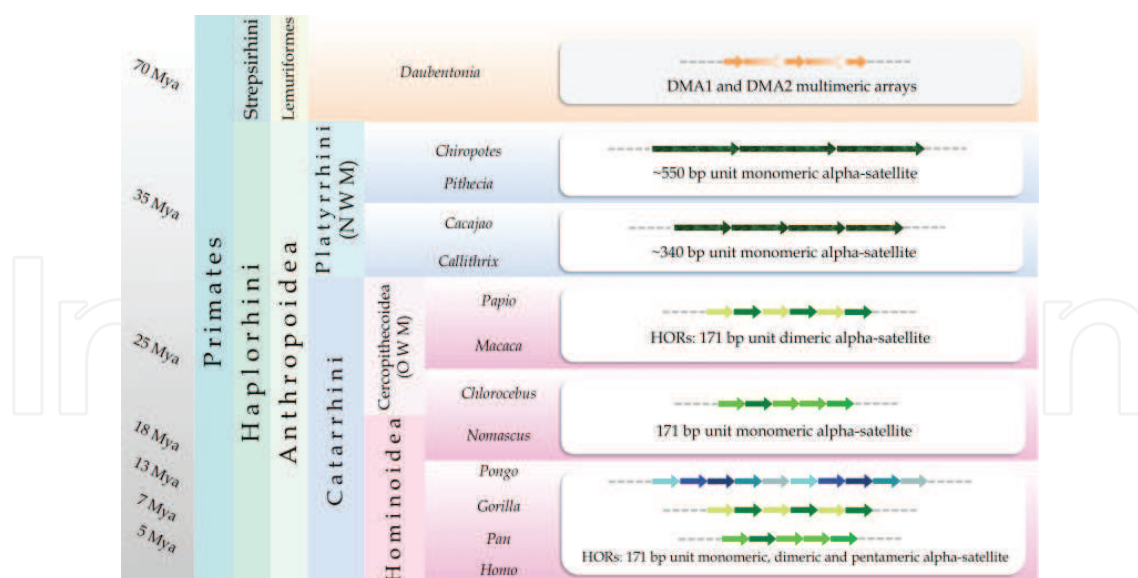 70 Mya
35 Mya
25 Mya
18 Mya
13 Mya
7 Mya
5 Mya
Primates
Strepsirhini
Haplorhini
Lemuriformes
Anthropoidea
Platyrrhini
(NWM)
Catarrhini
Cercopithecoidea
(OWM)
Hominoidea
Daubentonia
DMA1 and DMA2 multimeric arrays
Chiropotes
Pithecia
~550 bp unit monomeric alpha-satellite
Cacajao
Callithrix
~340 bp unit monomeric alpha-satellite
Papio
Macaca
HORs: 171 bp unit dimeric alpha-satellite
Chlorocebus
Nomascus
171 bp unit monomeric alpha-satellite
Pongo
Gorilla
Pan
Homo
HORs: 171 bp unit monomeric, dimeric and pentameric alpha-satellite